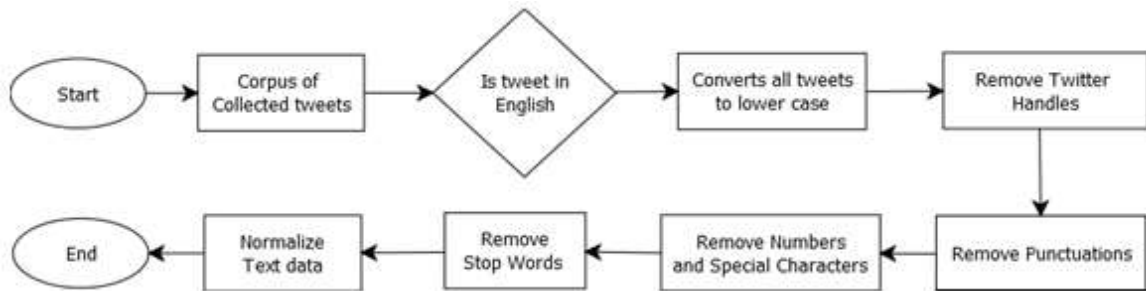 Start
Corpus of
Collected tweets
Is tweet in
English
Converts all tweets
to lower case
Remove Twitter
Handles
Remove Punctuations
Remove Numbers
and Special Characters
Remove
Stop Words
Normalize
Text data
End